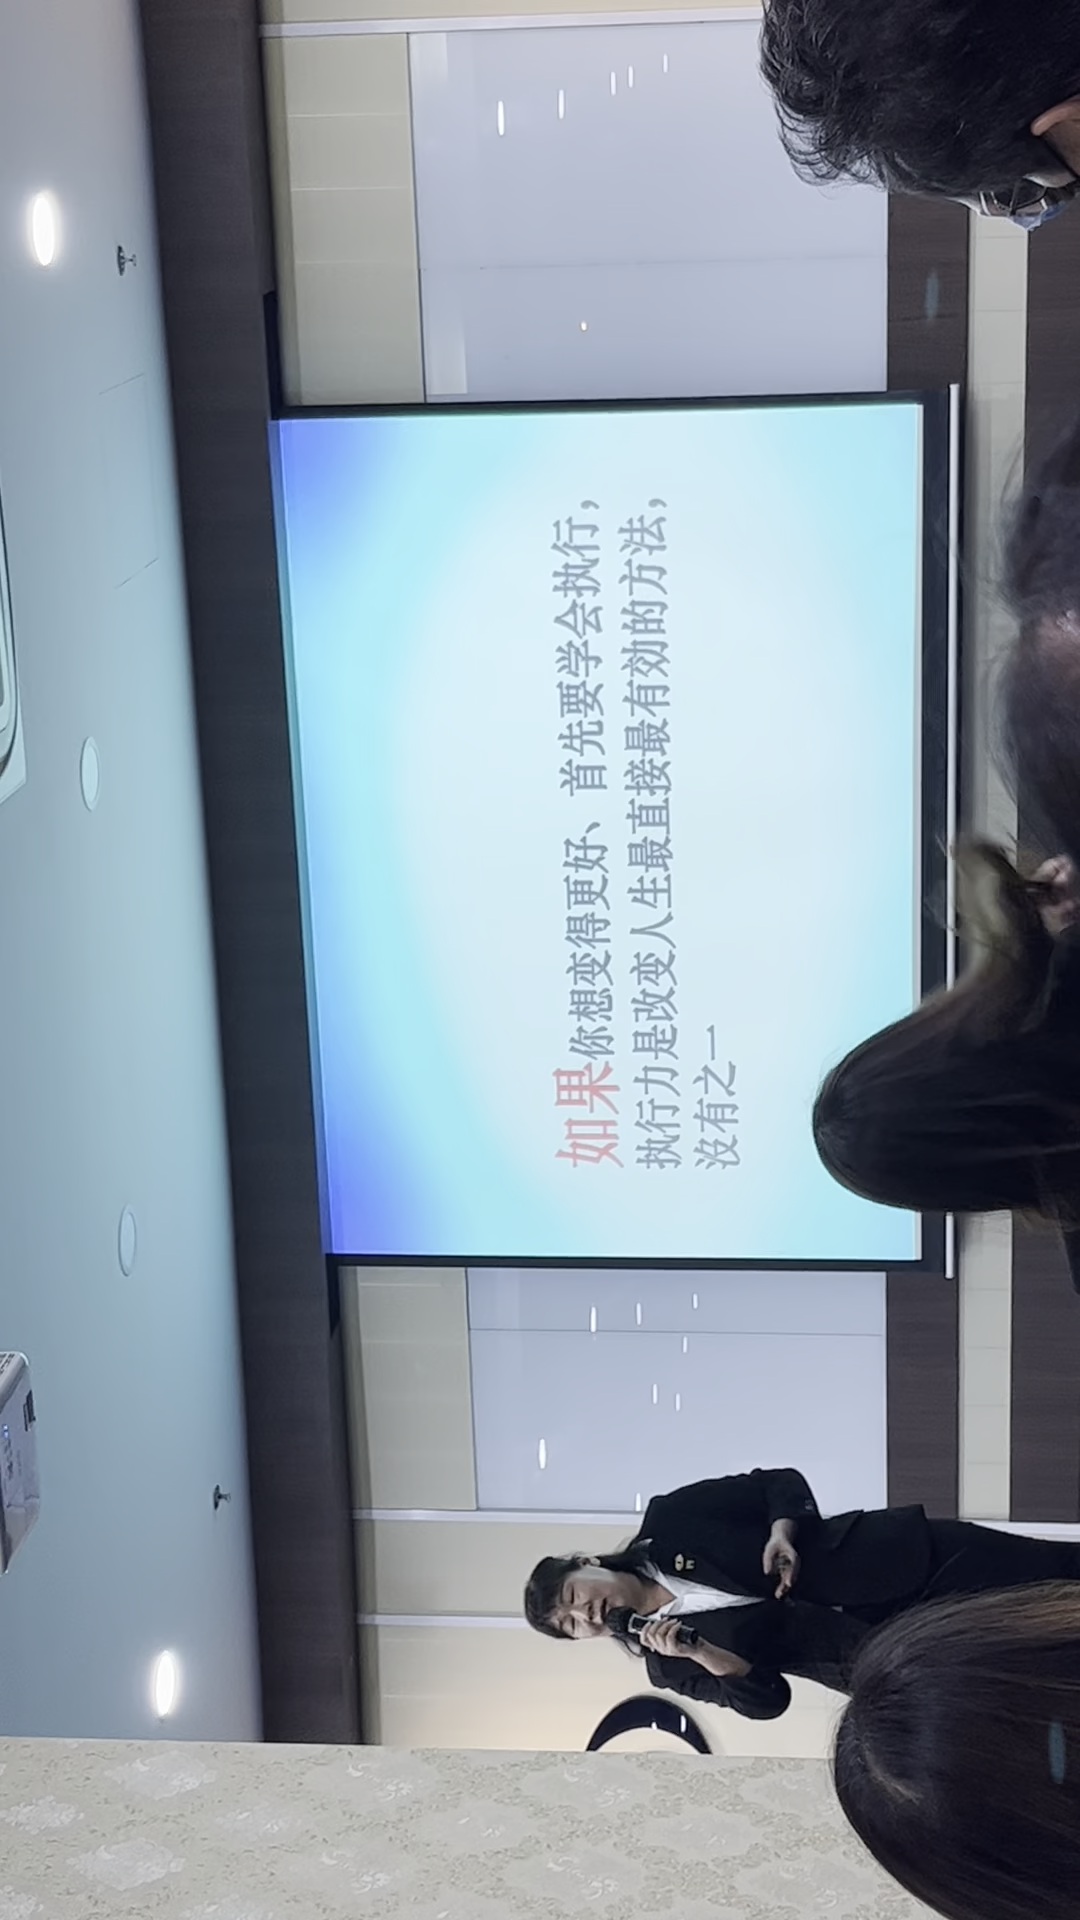 如果你想变得更好、首先要学会执行，
执行力是改变人生最直接最有效的方法，
沒有之一